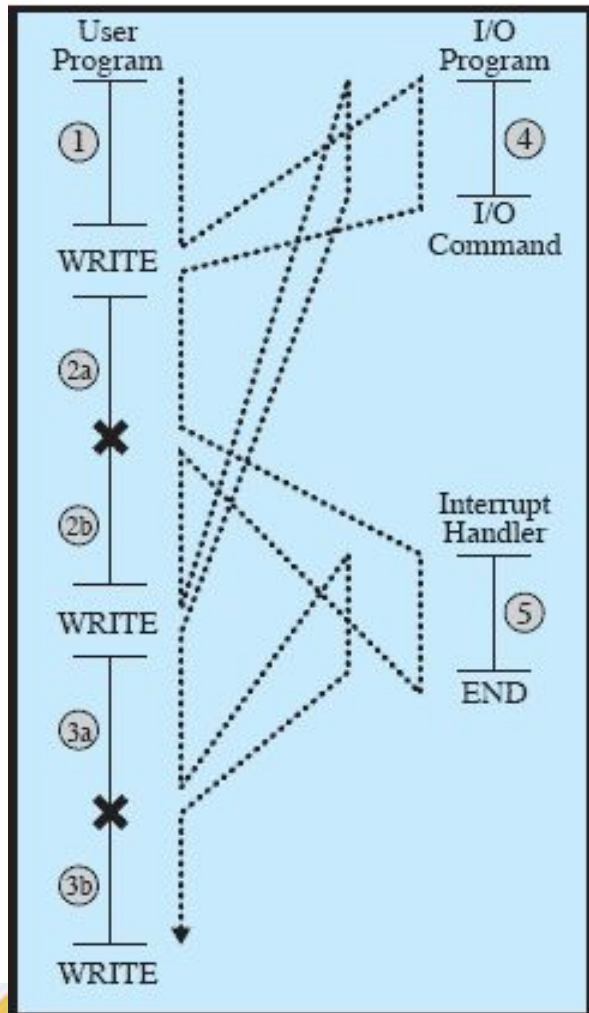 User
Program
1
WRITE
2a
2b
WRITE
3a
3b
WRITE
I/O
Program
4
I/O
Command
Interrupt
Handler
5
END